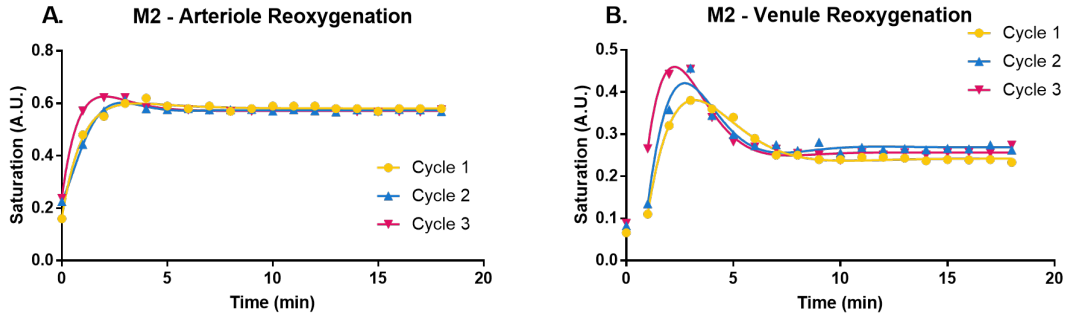 A.
M2 - Arteriole Reoxygenation
Saturation (A.U.)
0.8
0.6
0.4
0.2
0.0
0
5
10
15
20
Time (min)
Cycle 1
Cycle 2
Cycle 3
B.
M2 - Venule Reoxygenation
Saturation (A.U.)
0.5
0.4
0.3
0.2
0.1
0.0
0
5
10
15
20
Time (min)
Cycle 1
Cycle 2
Cycle 3